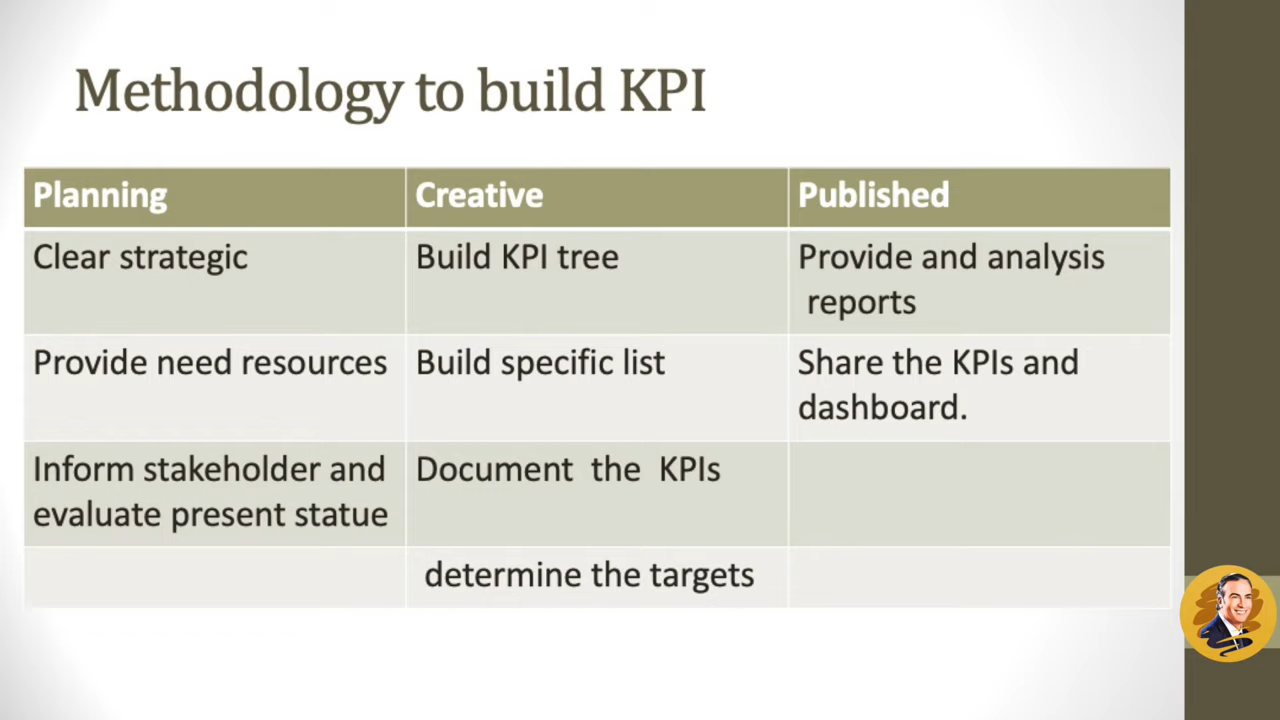 Methodology to build KPI
Planning
Creative
Published
Clear strategic
Build KPI tree
Provide and analysis
reports
Provide need resources
Build specific list
Share the KPIs and
dashboard.
Inform stakeholder and
evaluate present statue
Document the KPIs
determine the targets